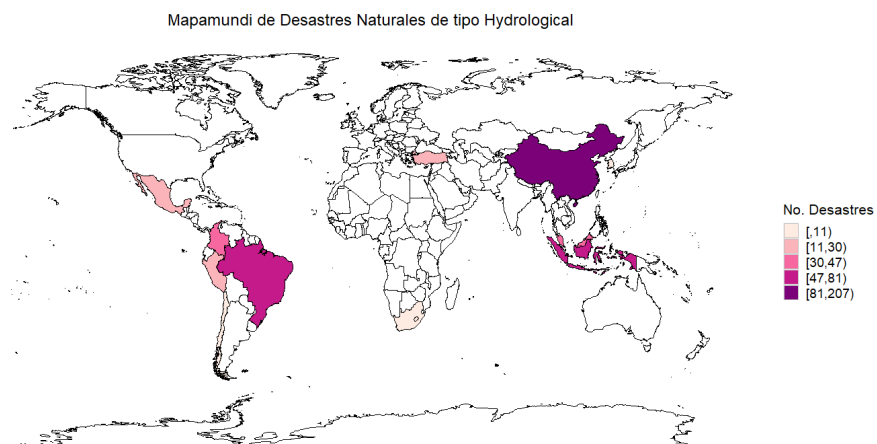 Mapamundi de Desastres Naturales de tipo Hydrological
No. Desastres
[,11)
[11,30)
[30,47)
[47,81)
[81,207)